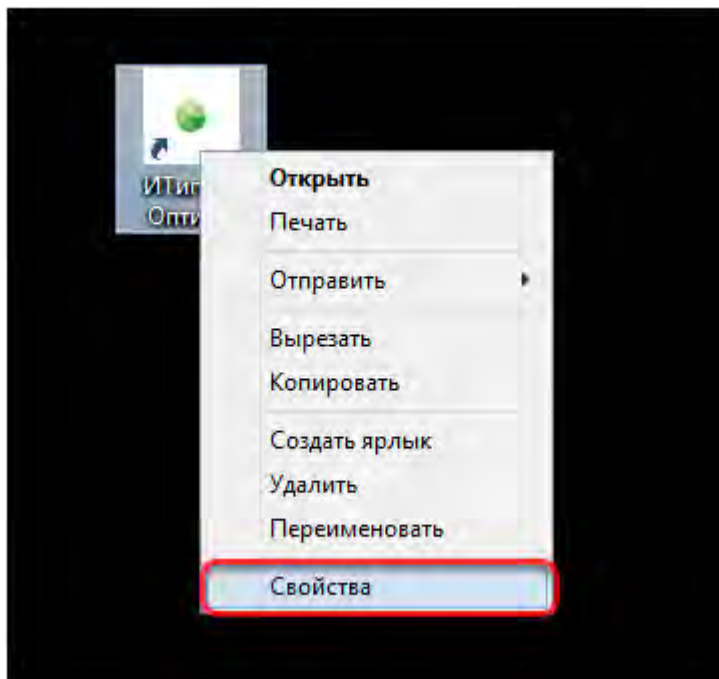 Открыть
Печать
Отправить
Вырезать
Копировать
Создать ярлык
Удалить
Переименовать
Свойства